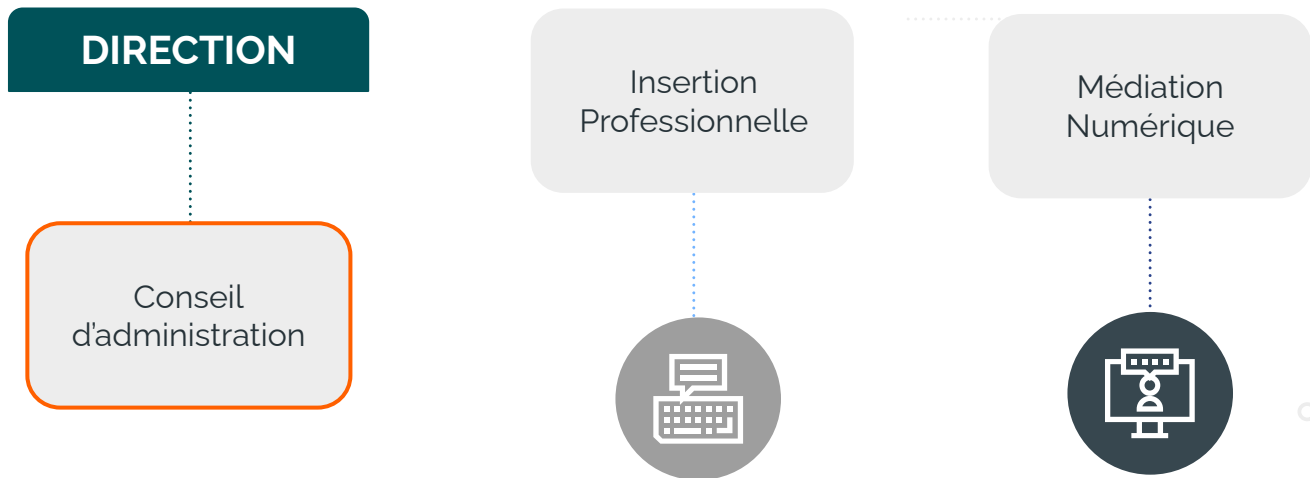 DIRECTION
Conseil
d'administration
Insertion
Professionnelle
Médiation
Numérique